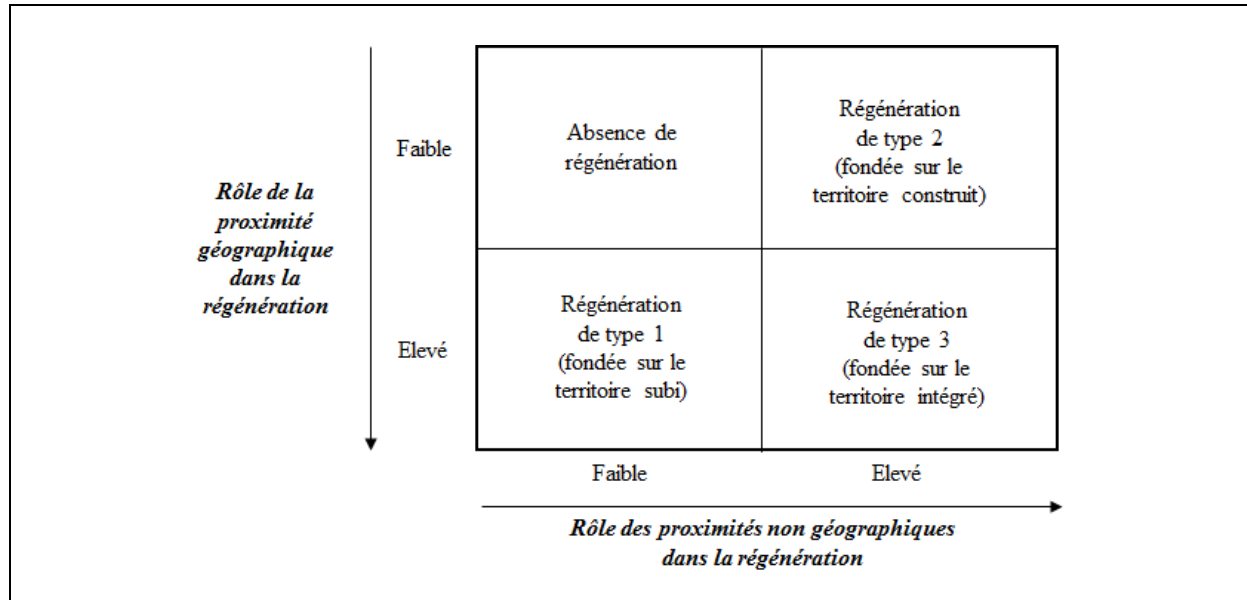 Absence de
régénération
Régénération
de type 2
(fondée sur le
territoire construit)
Faible
Rôle de la
proximité
géographique
dans la
régénération
Elevé
Régénération
de type 1
(fondée sur le
territoire subi)
Régénération
de type 3
(fondée sur le
territoire intégré)
Faible
Elevé
Rôle des proximités non géographiques
dans la régénération